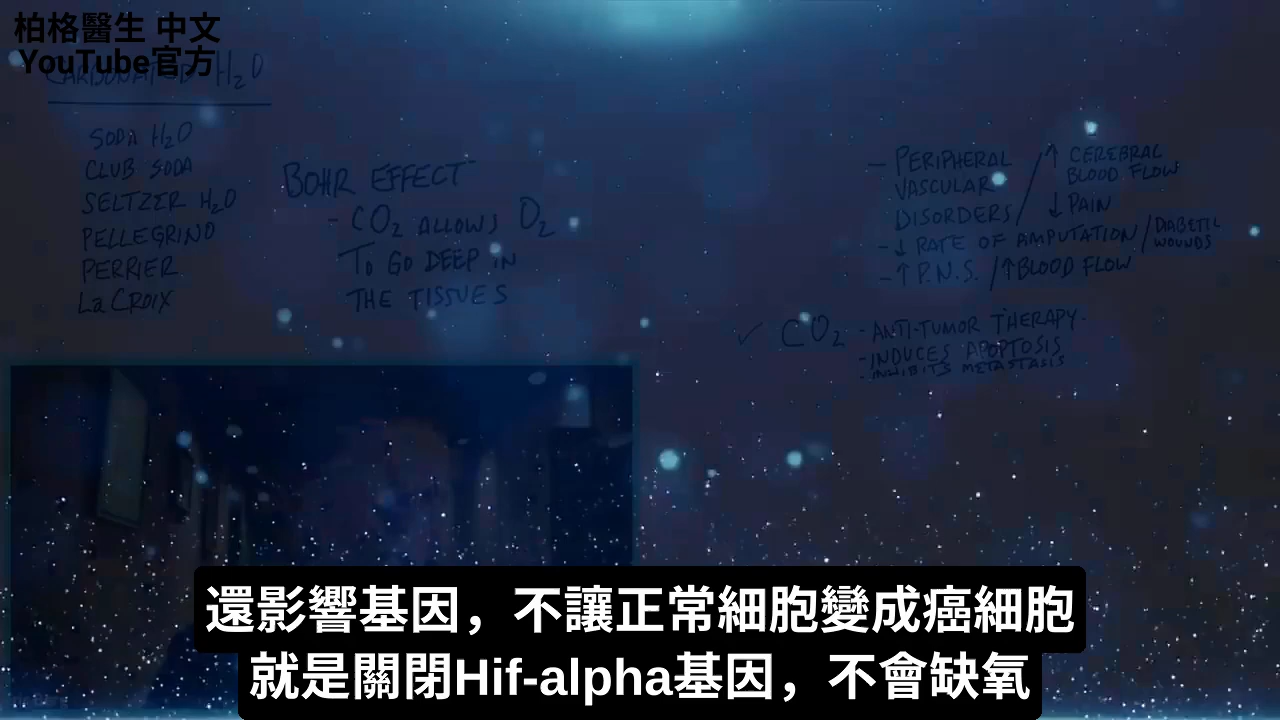 柏格醫生 中文
YouTube官方
CARBONATED H2O
SODA H2O
CLUB SODA
SELTZER H2O
PELLEGRINO
PERRIER
La CROIX
BOHR EFFECT
- CO2 ALLOWS O2
TO GO DEEP IN
THE TISSUES
- PERIPHERAL VASCULAR DISORDERS / ↑ CEREBRAL BLOOD FLOW
↓ PAIN
- ↓ RATE OF AMPUTATION / DIABETIC WOUNDS
- ↑ P.N.S. / ↑ BLOOD FLOW
✓ CO2 - ANTI-TUMOR THERAPY.
- INDUCES APOPTOSIS
- INHIBITS METASTASIS
還影響基因，不讓正常細胞變成癌細胞
就是關閉Hif-alpha基因，不會缺氧